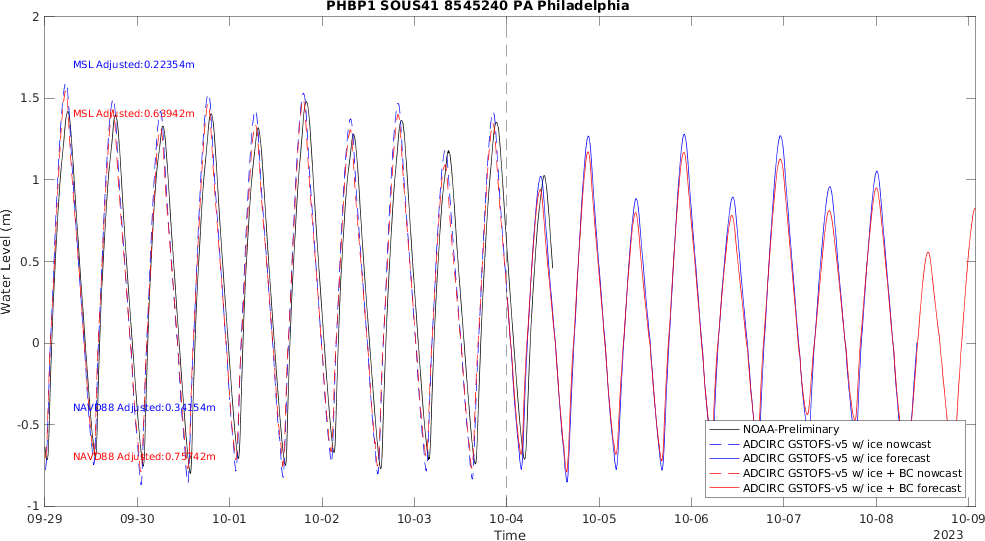 PHBP1 SOUS41 8545240 PA Philadelphia
2
1.5
1
0.5
0
-0.5
-1
Water Level (m)
MSL Adjusted:0.22354m
MSL Adjusted:0.63942m
NAVD88 Adjusted:0.34154m
NAVD88 Adjusted:0.75742m
NOAA-Preliminary
ADCIRC GSTOFS-v5 w/ ice nowcast
ADCIRC GSTOFS-v5 w/ ice forecast
ADCIRC GSTOFS-v5 w/ ice + BC nowcast
ADCIRC GSTOFS-v5 w/ ice + BC forecast
09-29 09-30 10-01 10-02 10-03 10-04 10-05 10-06 10-07 10-08 10-09
Time
2023